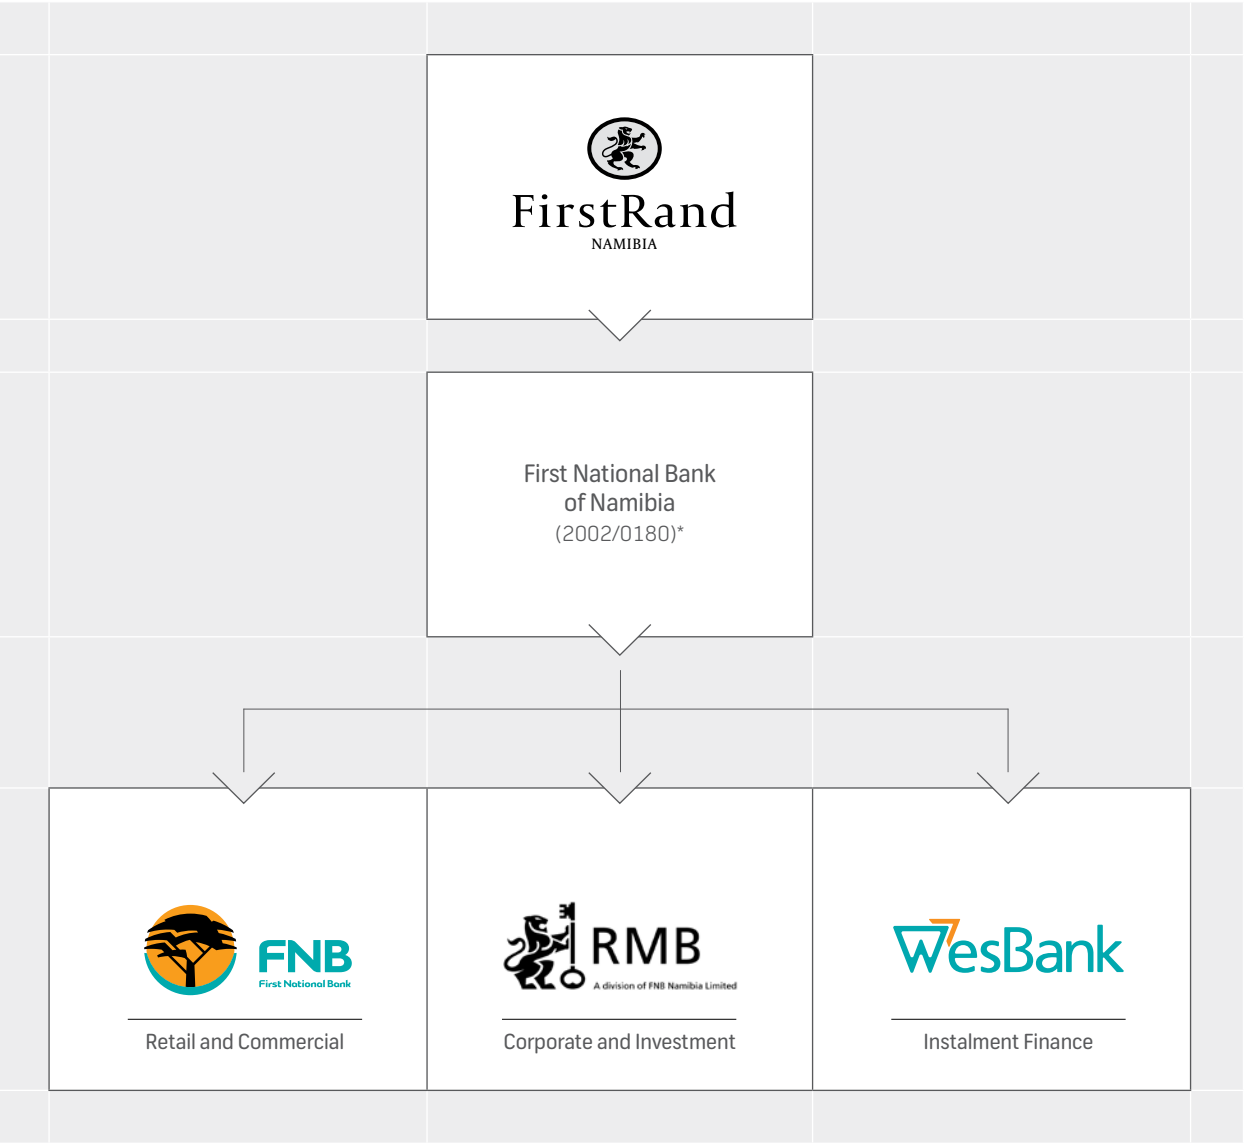 FirstRand
NAMIBIA
First National Bank
of Namibia
(2002/0180)*
FNB
First National Bank
Retail and Commercial
RMB
A division of FNB Namibia Limited
Corporate and Investment
WesBank
Instalment Finance